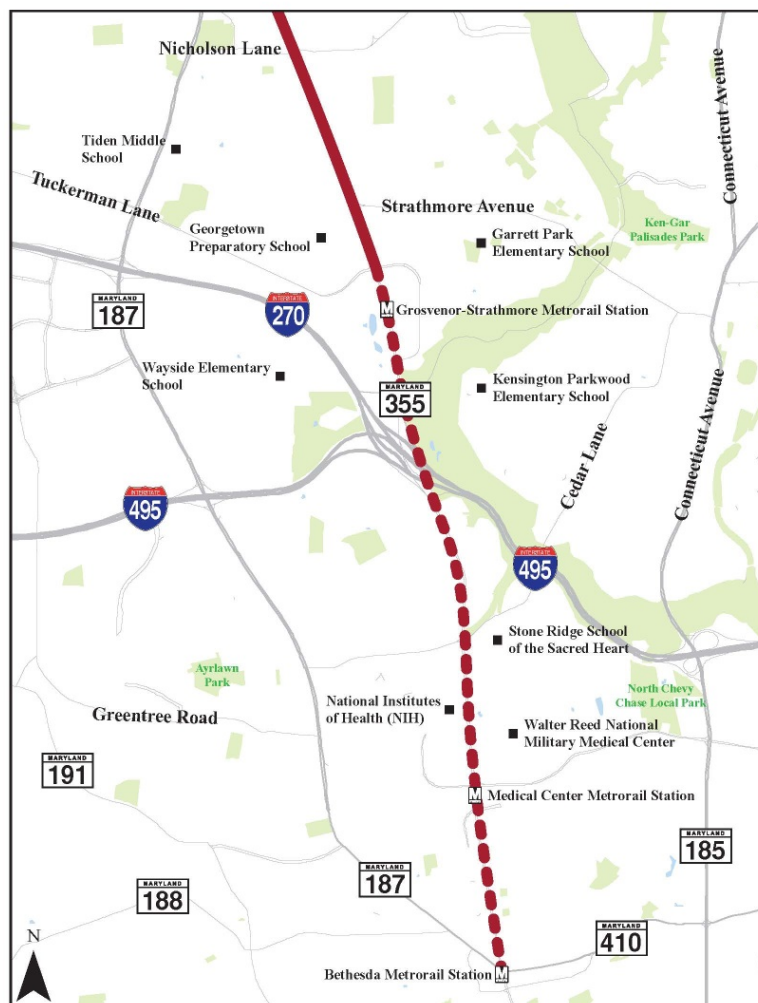 Nicholson Lane
Connecticut Avenue
Tiden Middle
School
Tuckerman Lane
Strathmore Avenue
Ken-Gar
Palisades Park
Georgetown
Preparatory School
Garrett Park
Elementary School
MARYLAND
187
INTERSTATE
270
M
Grosvenor-Strathmore Metrorail Station
Wayside Elementary
School
MARYLAND
355
Kensington Parkwood
Elementary School
Cedar Lane
Connecticut Avenue
INTERSTATE
495
INTERSTATE
495
Stone Ridge School
of the Sacred Heart
Ayrlawn
Park
North Chevy
Chase Local Park
Greentree Road
National Institutes
of Health (NIH)
Walter Reed National
Military Medical Center
MARYLAND
191
M
Medical Center Metrorail Station
MARYLAND
185
MARYLAND
187
MARYLAND
188
MARYLAND
410
N
Bethesda Metrorail Station
M